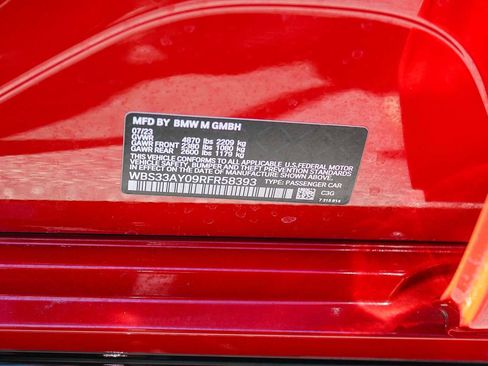 MFD BY BMW M GMBH
07/23
GVWR 4870 lbs 2209 kg
GAWR FRONT 2380 lbs 1080 kg
GAWR REAR 2600 lbs 1179 kg
THIS VEHICLE CONFORMS TO ALL APPLICABLE U.S. FEDERAL MOTOR
VEHICLE SAFETY, BUMPER, AND THEFT PREVENTION STANDARDS
IN EFFECT ON THE DATE OF MANUFACTURE SHOWN ABOVE.
WBS33AY09RFR58393 TYPE: PASSENGER CAR
C3G